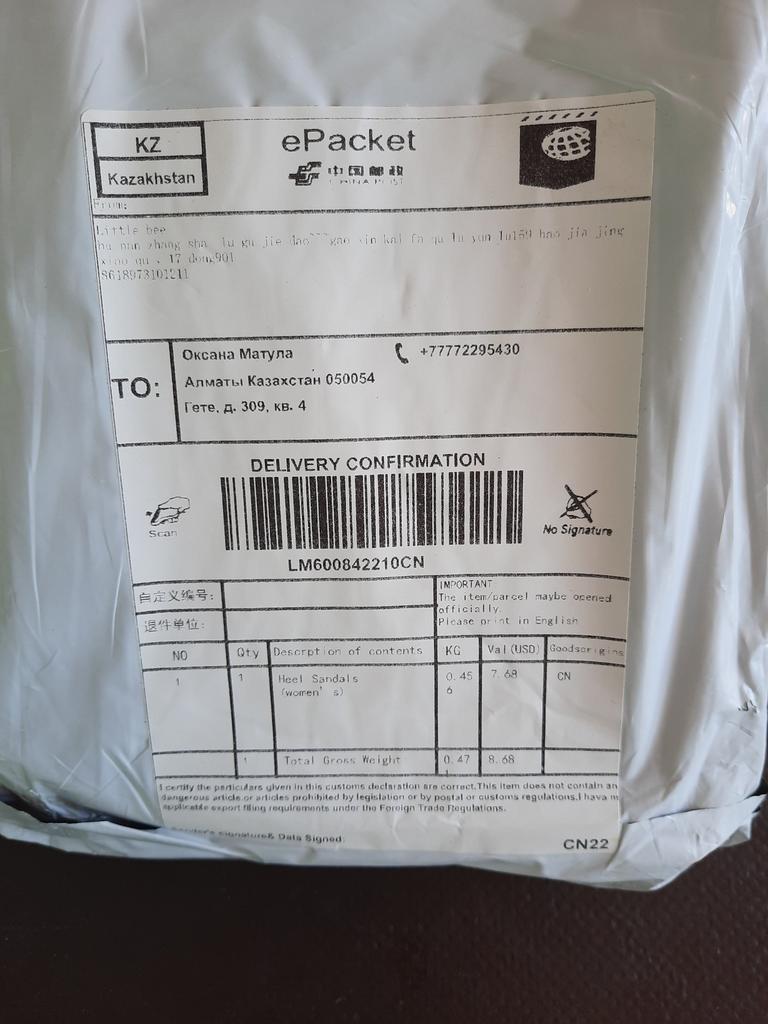 KZ
Kazakhstan
ePacket
中国邮政
CHINA POST
From:
Little bee
hu nan zhang sha lu gu jie dao gao xin kai fa qu lu yun lu159 hao jia jing
xiao qu 17 dong901
8618973101211
TO:
Оксана Матула +77772295430
Алматы Казахстан 050054
Гете, д. 309, кв. 4
DELIVERY CONFIRMATION
Scan
No Signature
LM600842210CN
自定义编号:
退件单位:
IMPORTANT
The item/parcel maybe opened
officially.
Please print in English
NO Qty Descrption of contents KG Val(USD) Goodsorigins
1 1 Heel Sandals 0.45 7.68 CN
(women's) 6
1 Total Gross Weight 0.47 8.68
I certify the particulars given in this customs declaration are correct.This item does not contain an
dangerous article or articles prohibited by legislation or by postal or customs regulations.I have m
applicable export filing requirements under the Foreign Trade Regulations.
Sender's signature& Data Signed:
CN22